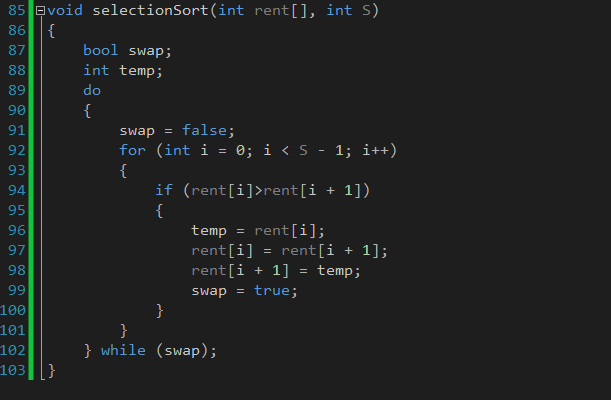 85 void selectionSort(int rent[], int S)
86 {
87     bool swap;
88     int temp;
89     do
90     {
91         swap = false;
92         for (int i = 0; i < S - 1; i++)
93         {
94             if (rent[i]>rent[i + 1])
95             {
96                 temp = rent[i];
97                 rent[i] = rent[i + 1];
98                 rent[i + 1] = temp;
99                 swap = true;
100             }
101         }
102     } while (swap);
103 }